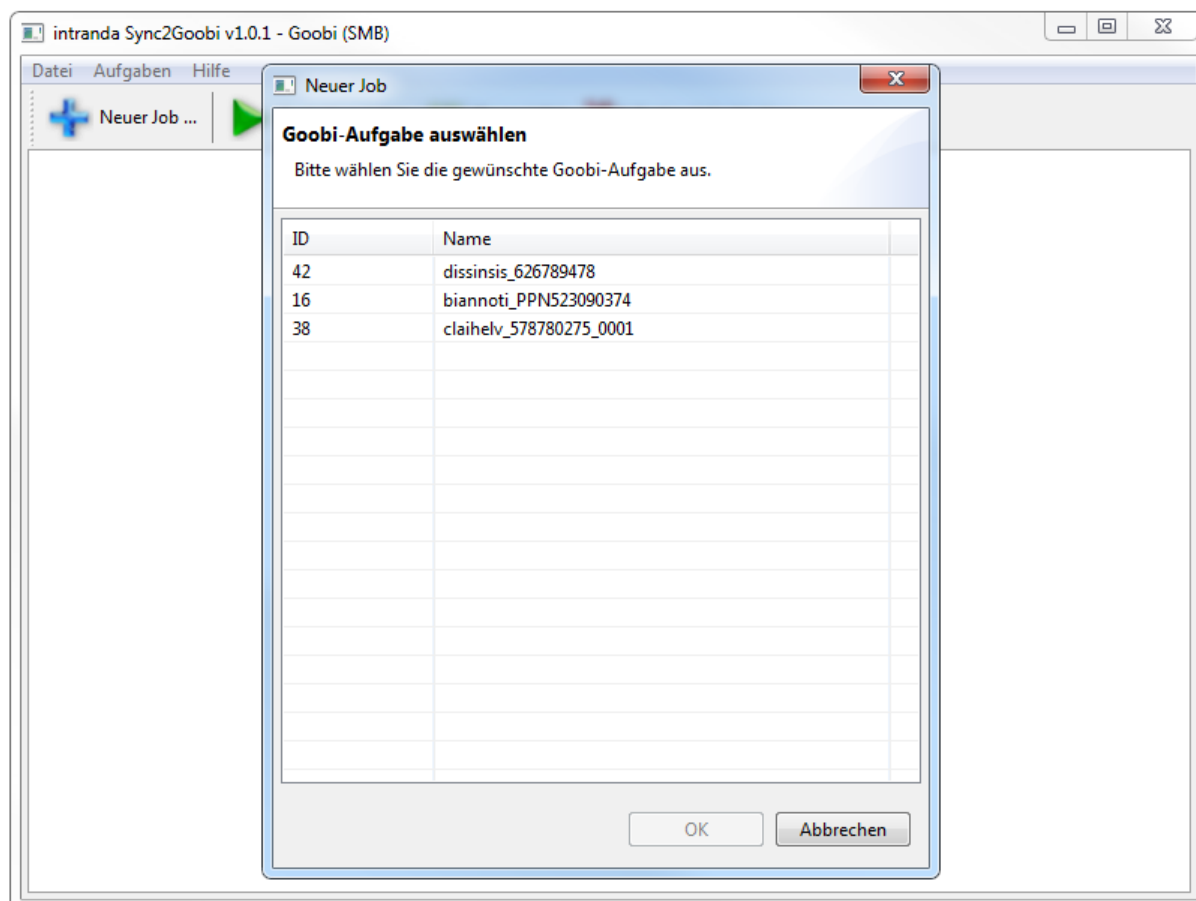 intranda Sync2Goobi v1.0.1 - Goobi (SMB)
Datei Aufgaben Hilfe
Neuer Job ...
Neuer Job
Goobi-Aufgabe auswählen
Bitte wählen Sie die gewünschte Goobi-Aufgabe aus.
ID Name
42 dissinsis_626789478
16 biannoti_PPN523090374
38 claihelv_578780275_0001
OK Abbrechen